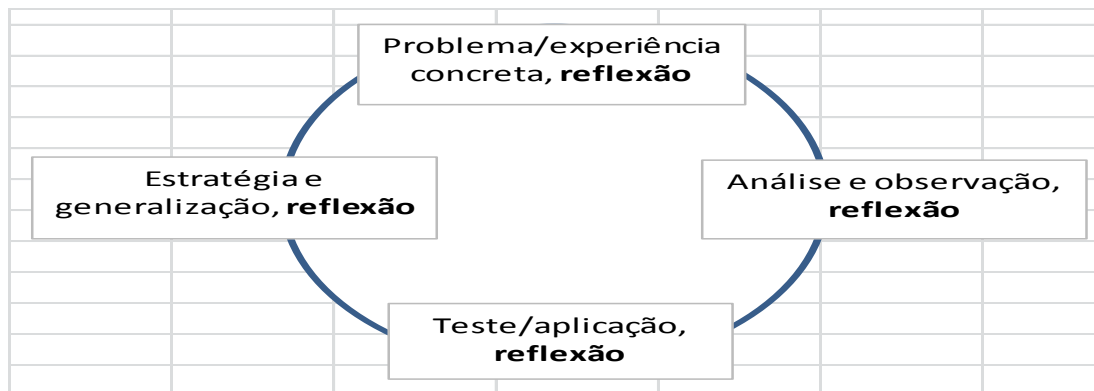 Problema/experiência
concreta, reflexão
Estratégia e
generalização, reflexão
Análise e observação,
reflexão
Teste/aplicação,
reflexão